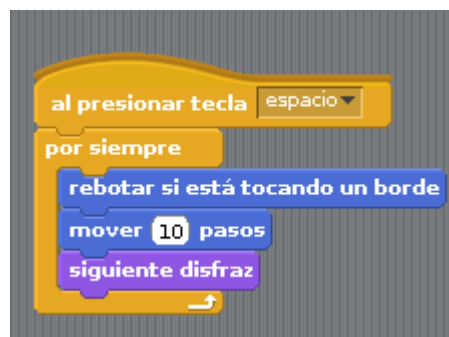 al presionar tecla espacio
por siempre
rebotar si está tocando un borde
mover 10 pasos
siguiente disfraz